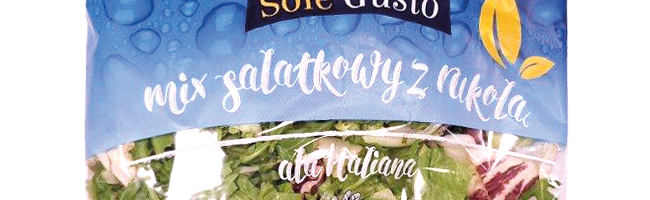 Sole Gusto
mix sałatkowy z rukolą
ala Italiana